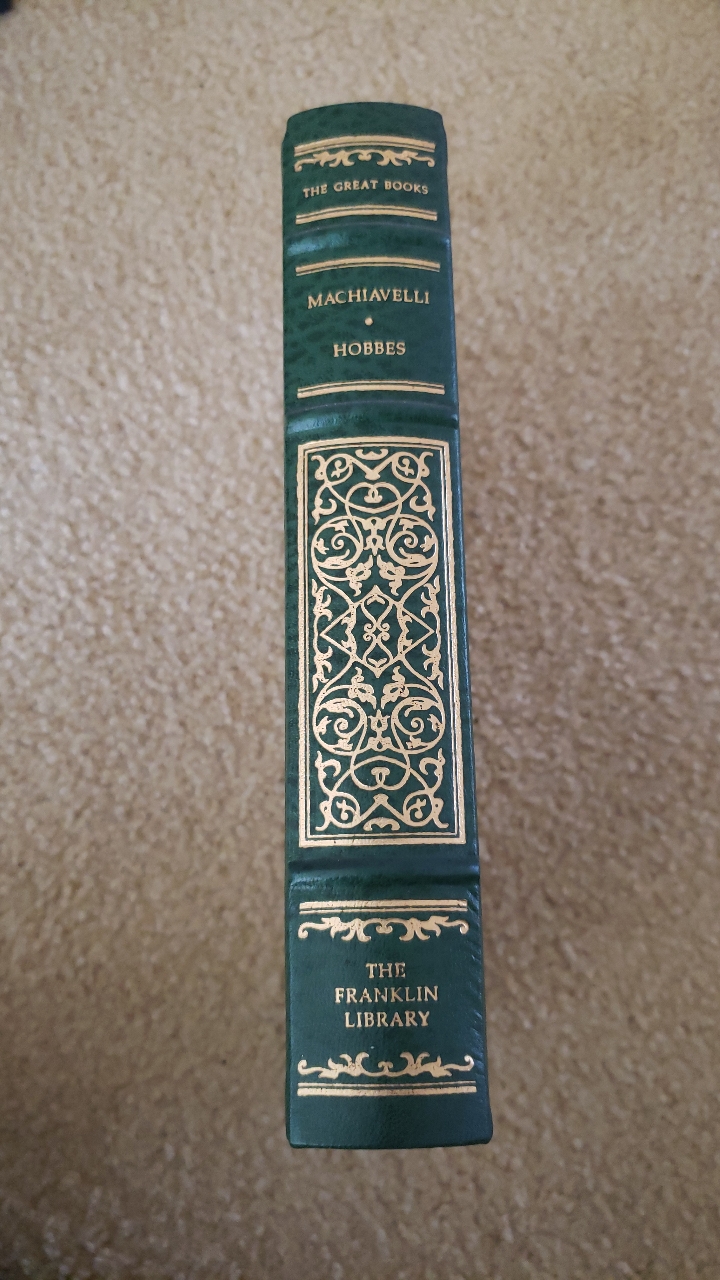 THE GREAT BOOKS
MACHIAVELLI
•
HOBBES
THE
FRANKLIN
LIBRARY